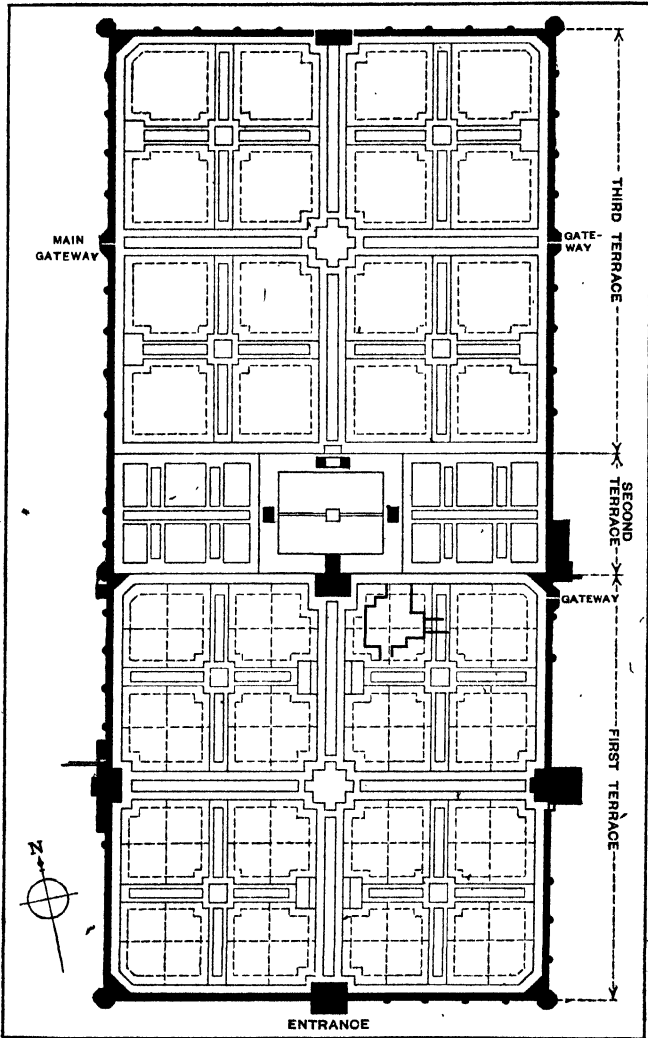 THIRD TERRACE
MAIN
GATEWAY
GATE-
WAY
SECOND
TERRACE
GATEWAY
FIRST TERRACE
N
ENTRANCE